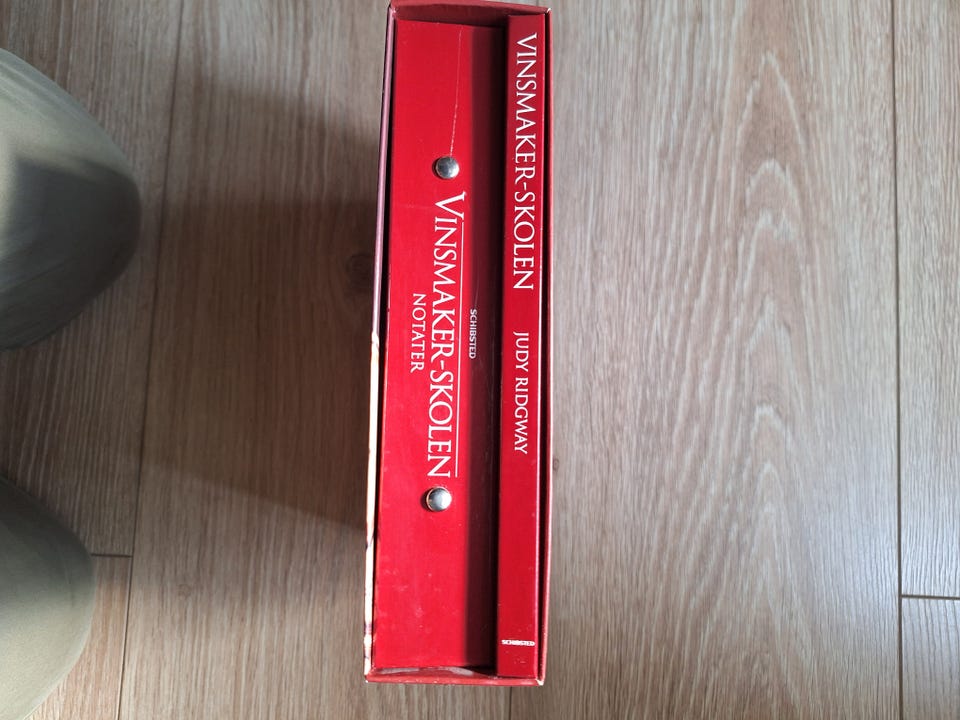 VINSMAKER-SKOLEN
NOTATER
SCHIBSTED
VINSMAKER-SKOLEN
JUDY RIDGWAY
SCHIBSTED